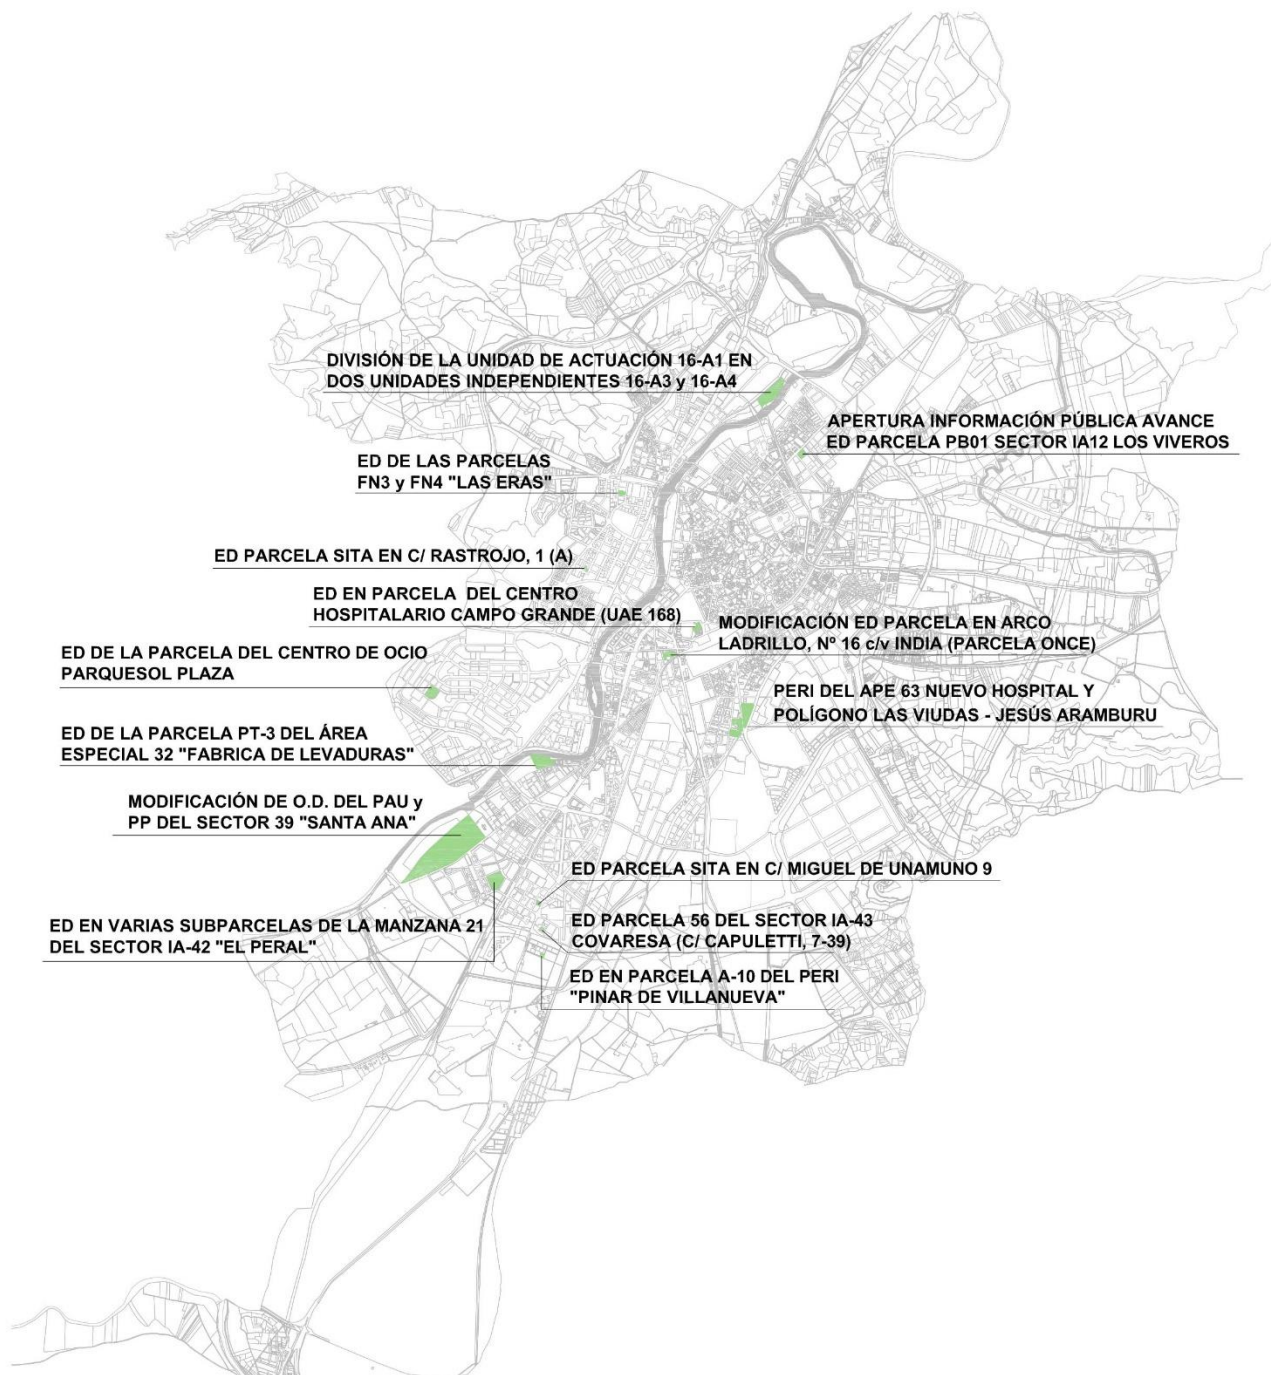 DIVISIÓN DE LA UNIDAD DE ACTUACIÓN 16-A1 EN
DOS UNIDADES INDEPENDIENTES 16-A3 y 16-A4
APERTURA INFORMACIÓN PÚBLICA AVANCE
ED PARCELA PB01 SECTOR IA12 LOS VIVEROS
ED DE LAS PARCELAS
FN3 y FN4 "LAS ERAS"
ED PARCELA SITA EN C/ RASTROJO, 1 (A)
ED EN PARCELA DEL CENTRO
HOSPITALARIO CAMPO GRANDE (UAE 168)
MODIFICACIÓN ED PARCELA EN ARCO
LADRILLO, Nº 16 c/v INDIA (PARCELA ONCE)
ED DE LA PARCELA DEL CENTRO DE OCIO
PARQUESOL PLAZA
PERI DEL APE 63 NUEVO HOSPITAL Y
POLÍGONO LAS VIUDAS - JESÚS ARAMBURU
ED DE LA PARCELA PT-3 DEL ÁREA
ESPECIAL 32 "FABRICA DE LEVADURAS"
MODIFICACIÓN DE O.D. DEL PAU y
PP DEL SECTOR 39 "SANTA ANA"
ED PARCELA SITA EN C/ MIGUEL DE UNAMUNO 9
ED EN VARIAS SUBPARCELAS DE LA MANZANA 21
DEL SECTOR IA-42 "EL PERAL"
ED PARCELA 56 DEL SECTOR IA-43
COVARESA (C/ CAPULETTI, 7-39)
ED EN PARCELA A-10 DEL PERI
"PINAR DE VILLANUEVA"